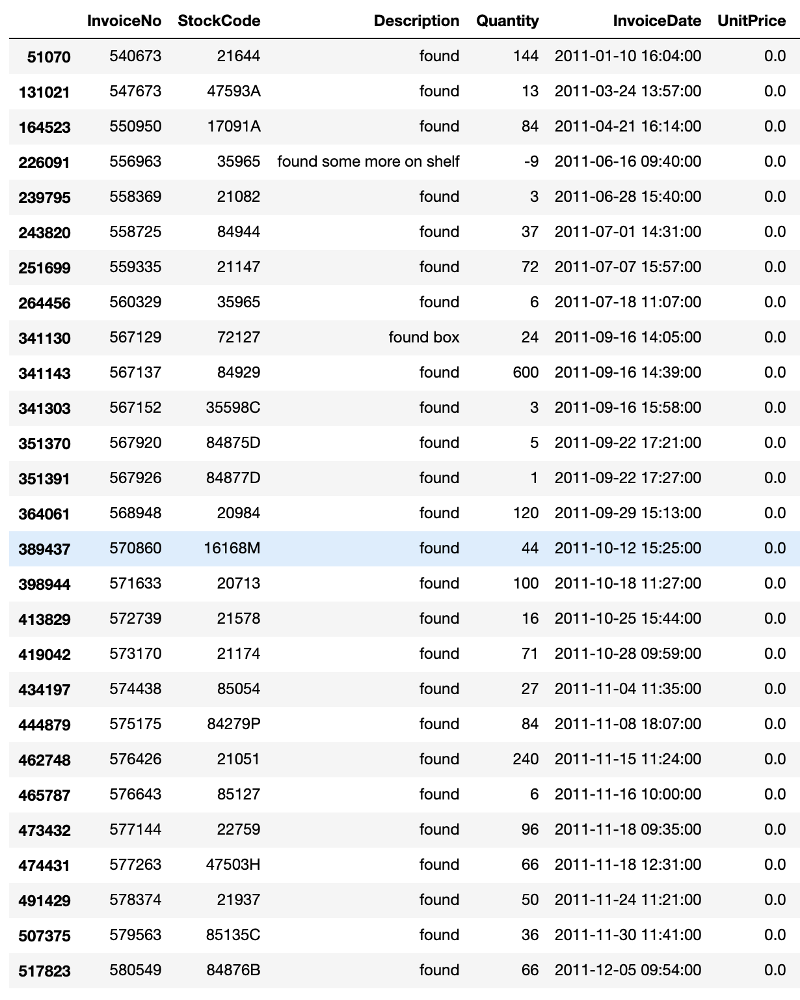 InvoiceNo StockCode Description Quantity InvoiceDate UnitPrice
51070 540673 21644 found 144 2011-01-10 16:04:00 0.0
131021 547673 47593A found 13 2011-03-24 13:57:00 0.0
164523 550950 17091A found 84 2011-04-21 16:14:00 0.0
226091 556963 35965 found some more on shelf -9 2011-06-16 09:40:00 0.0
239795 558369 21082 found 3 2011-06-28 15:40:00 0.0
243820 558725 84944 found 37 2011-07-01 14:31:00 0.0
251699 559335 21147 found 72 2011-07-07 15:57:00 0.0
264456 560329 35965 found 6 2011-07-18 11:07:00 0.0
341130 567129 72127 found box 24 2011-09-16 14:05:00 0.0
341143 567137 84929 found 600 2011-09-16 14:39:00 0.0
341303 567152 35598C found 3 2011-09-16 15:58:00 0.0
351370 567920 84875D found 5 2011-09-22 17:21:00 0.0
351391 567926 84877D found 1 2011-09-22 17:27:00 0.0
364061 568948 20984 found 120 2011-09-29 15:13:00 0.0
389437 570860 16168M found 44 2011-10-12 15:25:00 0.0
398944 571633 20713 found 100 2011-10-18 11:27:00 0.0
413829 572739 21578 found 16 2011-10-25 15:44:00 0.0
419042 573170 21174 found 71 2011-10-28 09:59:00 0.0
434197 574438 85054 found 27 2011-11-04 11:35:00 0.0
444879 575175 84279P found 84 2011-11-08 18:07:00 0.0
462748 576426 21051 found 240 2011-11-15 11:24:00 0.0
465787 576643 85127 found 6 2011-11-16 10:00:00 0.0
473432 577144 22759 found 96 2011-11-18 09:35:00 0.0
474431 577263 47503H found 66 2011-11-18 12:31:00 0.0
491429 578374 21937 found 50 2011-11-24 11:21:00 0.0
507375 579563 85135C found 36 2011-11-30 11:41:00 0.0
517823 580549 84876B found 66 2011-12-05 09:54:00 0.0